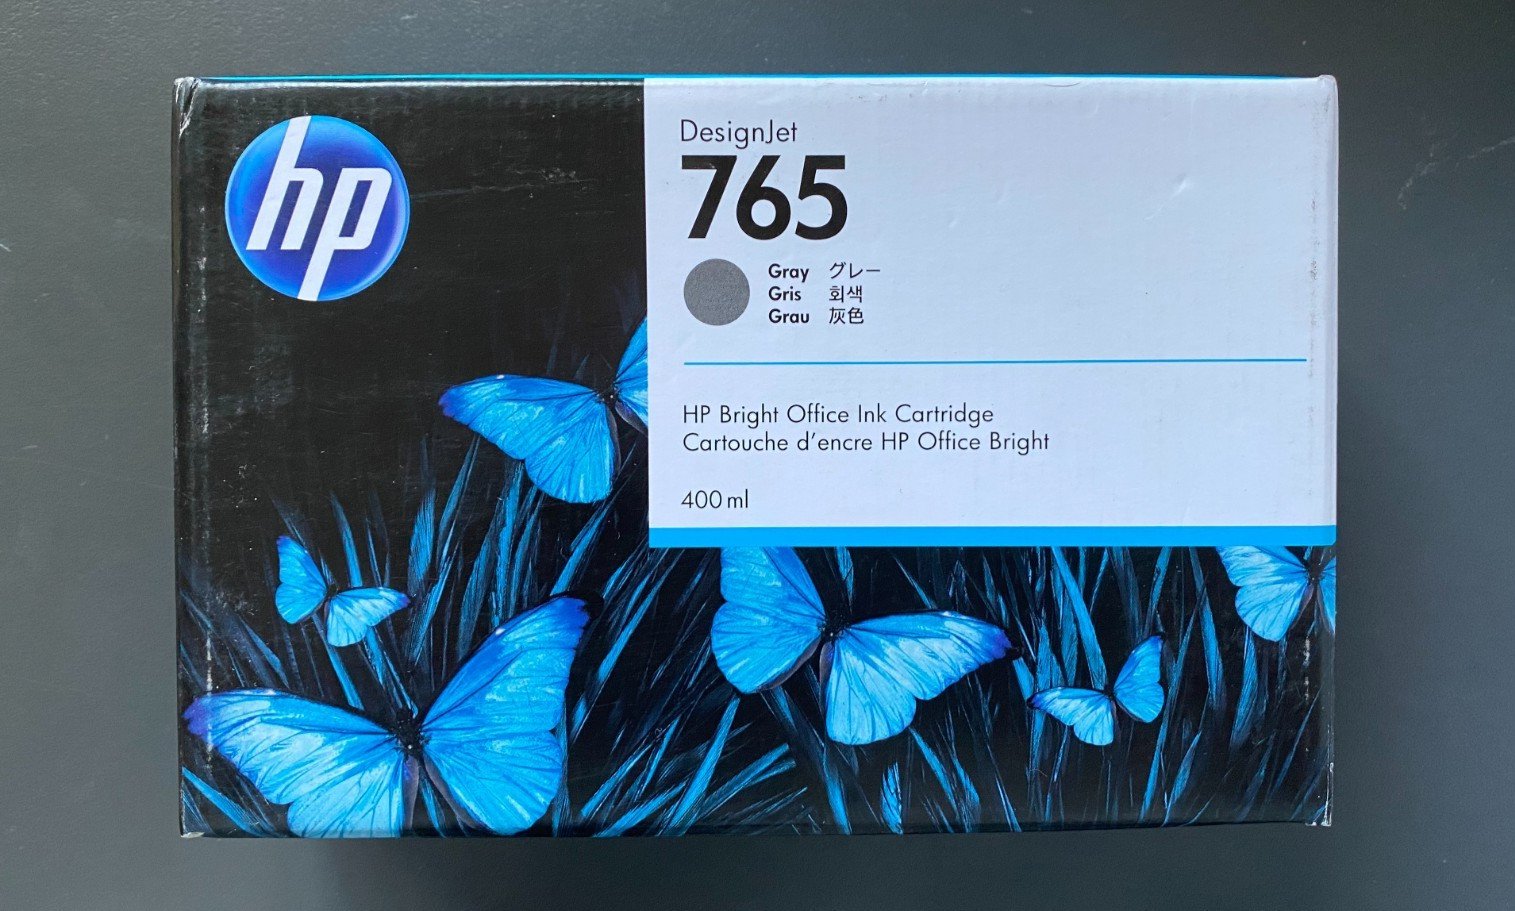 hp
DesignJet
765
Gray グレー
Gris 회색
Grau 灰色
HP Bright Office Ink Cartridge
Cartouche d'encre HP Office Bright
400 ml